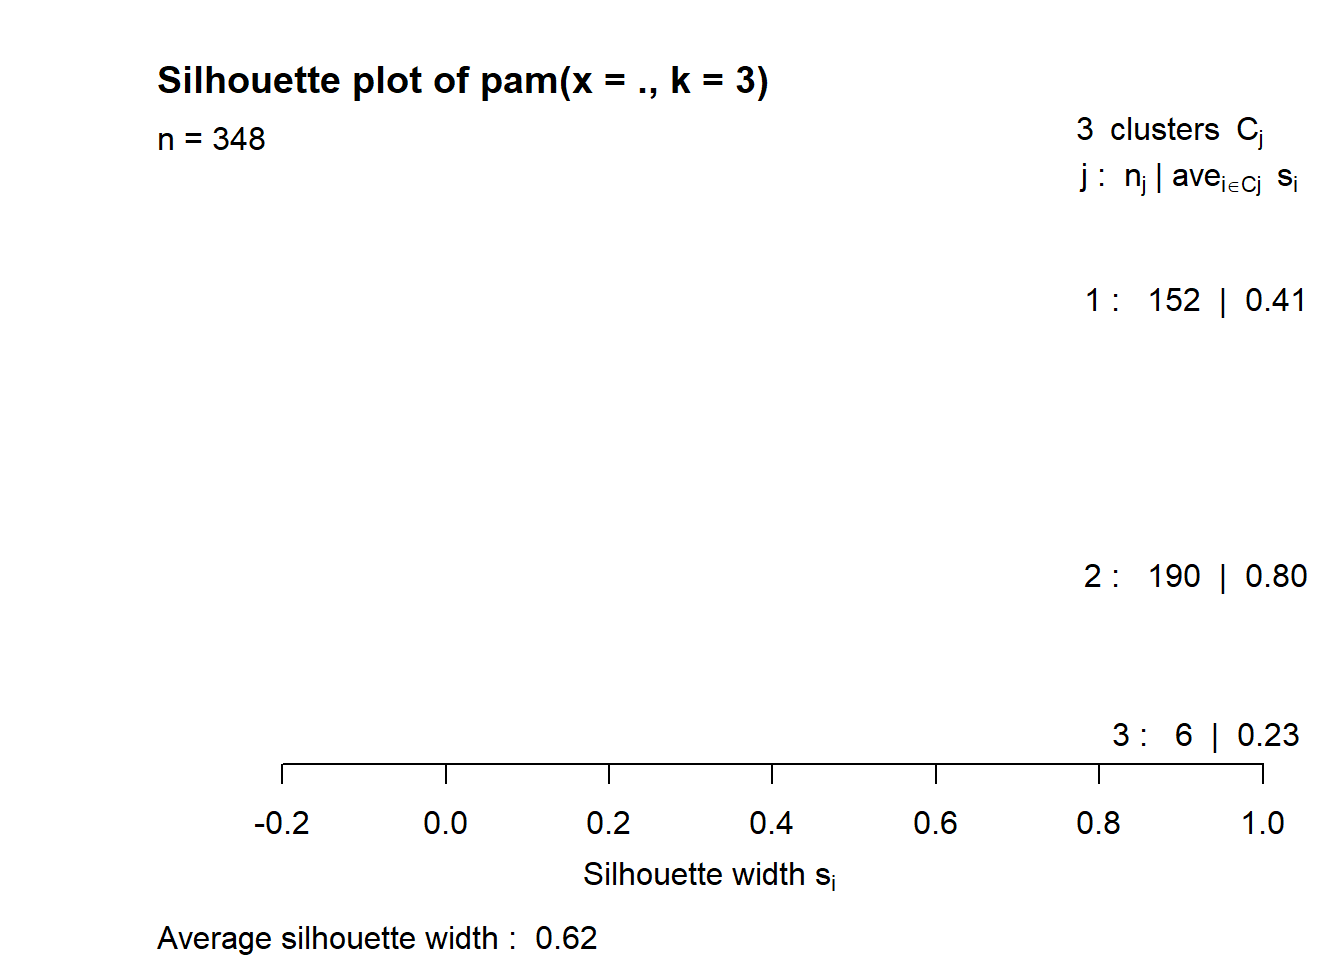 Silhouette plot of pam(x = ., k = 3)
n = 348
3 clusters Cj
j : nj | avei∈Cj si
1 : 152 | 0.41
2 : 190 | 0.80
3 : 6 | 0.23
-0.2 0.0 0.2 0.4 0.6 0.8 1.0
Silhouette width si
Average silhouette width : 0.62